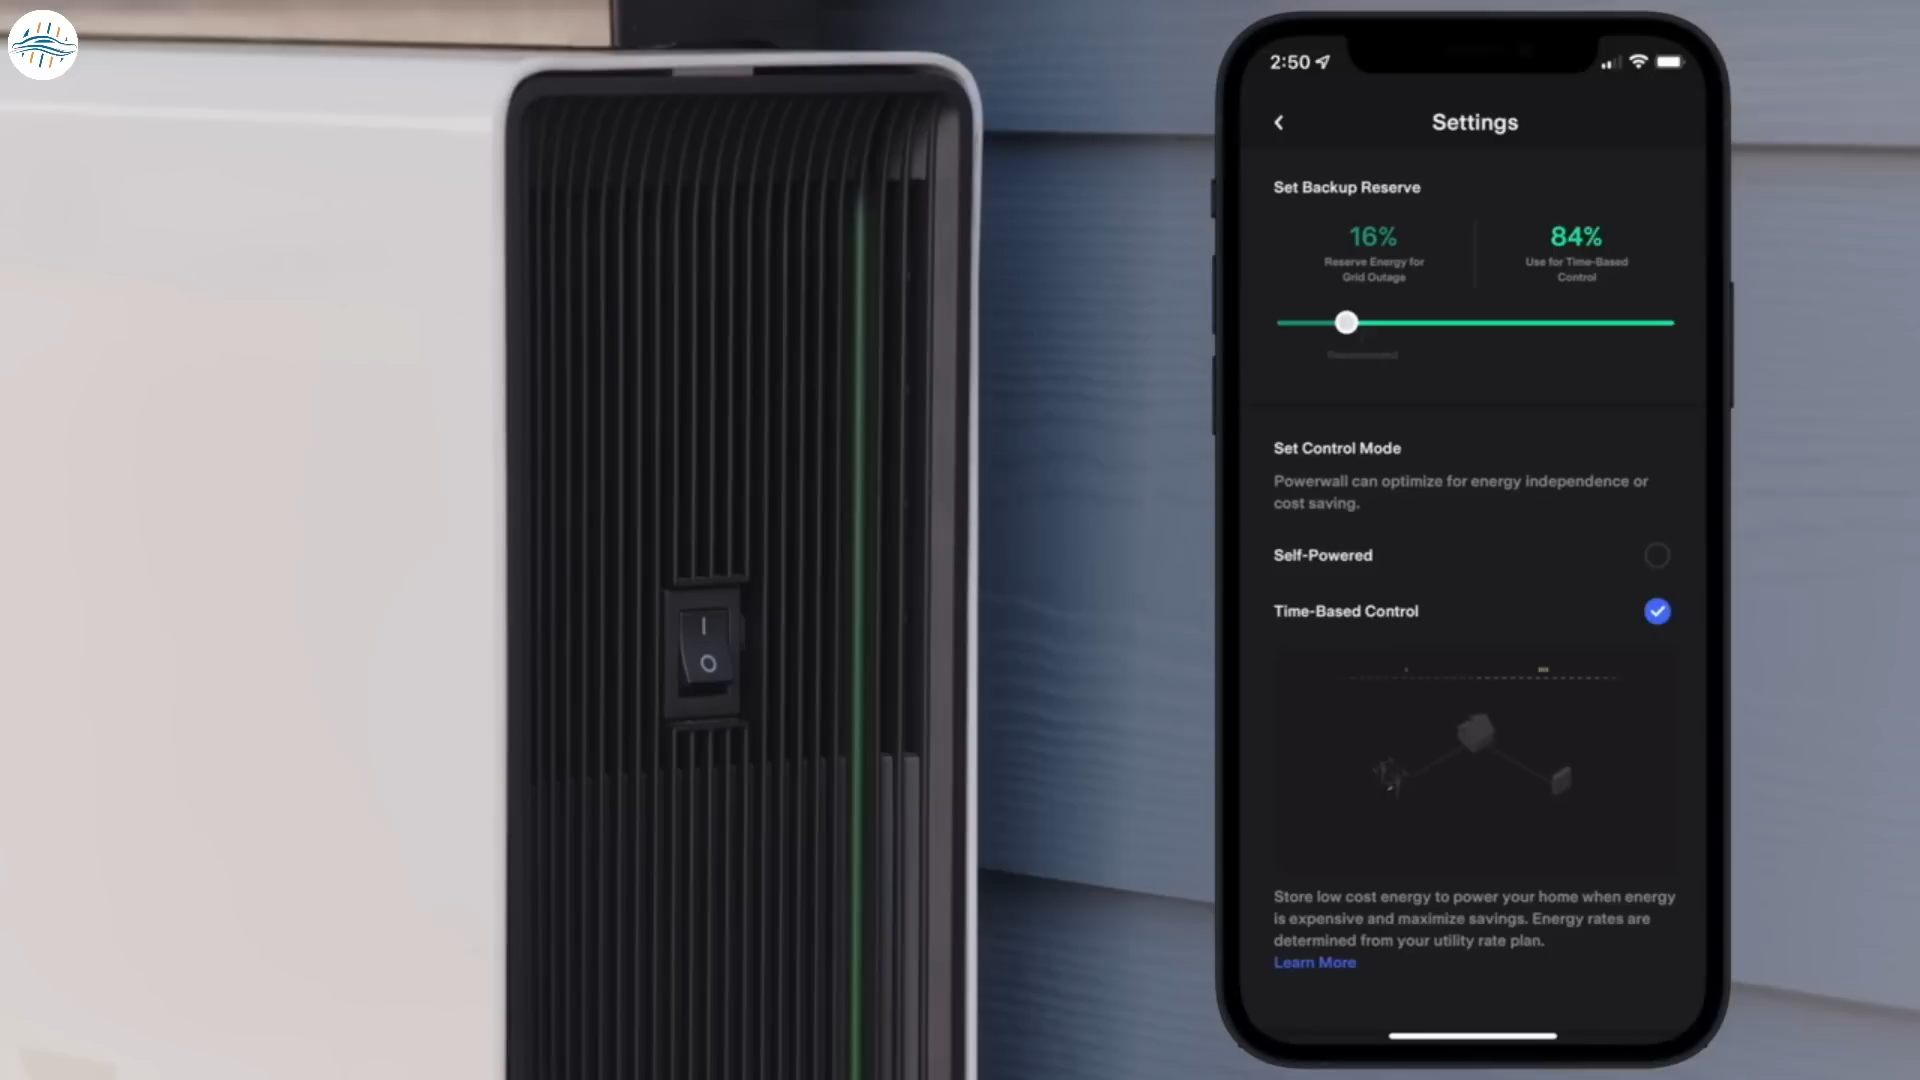 2:50
Settings
Set Backup Reserve
16%
84%
Reserve Energy for
Grid Outage
Use for Time-Based
Control
Recommended
Set Control Mode
Powerwall can optimize for energy independence or
cost saving.
Self-Powered
Time-Based Control
Store low cost energy to power your home when energy
is expensive and maximize savings. Energy rates are
determined from your utility rate plan.
Learn More